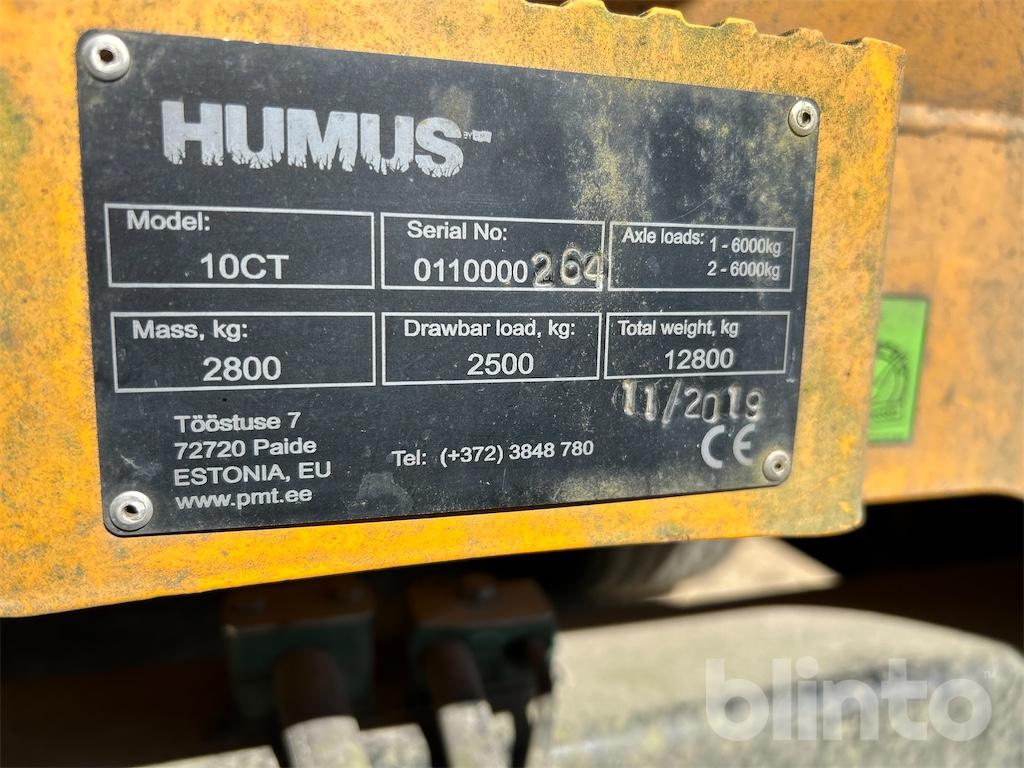 HUMUS
Model:
10CT
Serial No:
0110000264
Axle loads: 1 - 6000kg
2 - 6000kg
Mass, kg:
2800
Drawbar load, kg:
2500
Total weight, kg
12800
11/2019
Tööstuse 7
72720 Paide
ESTONIA, EU
www.pmt.ee
Tel: (+372) 3848 780
CE
blinto